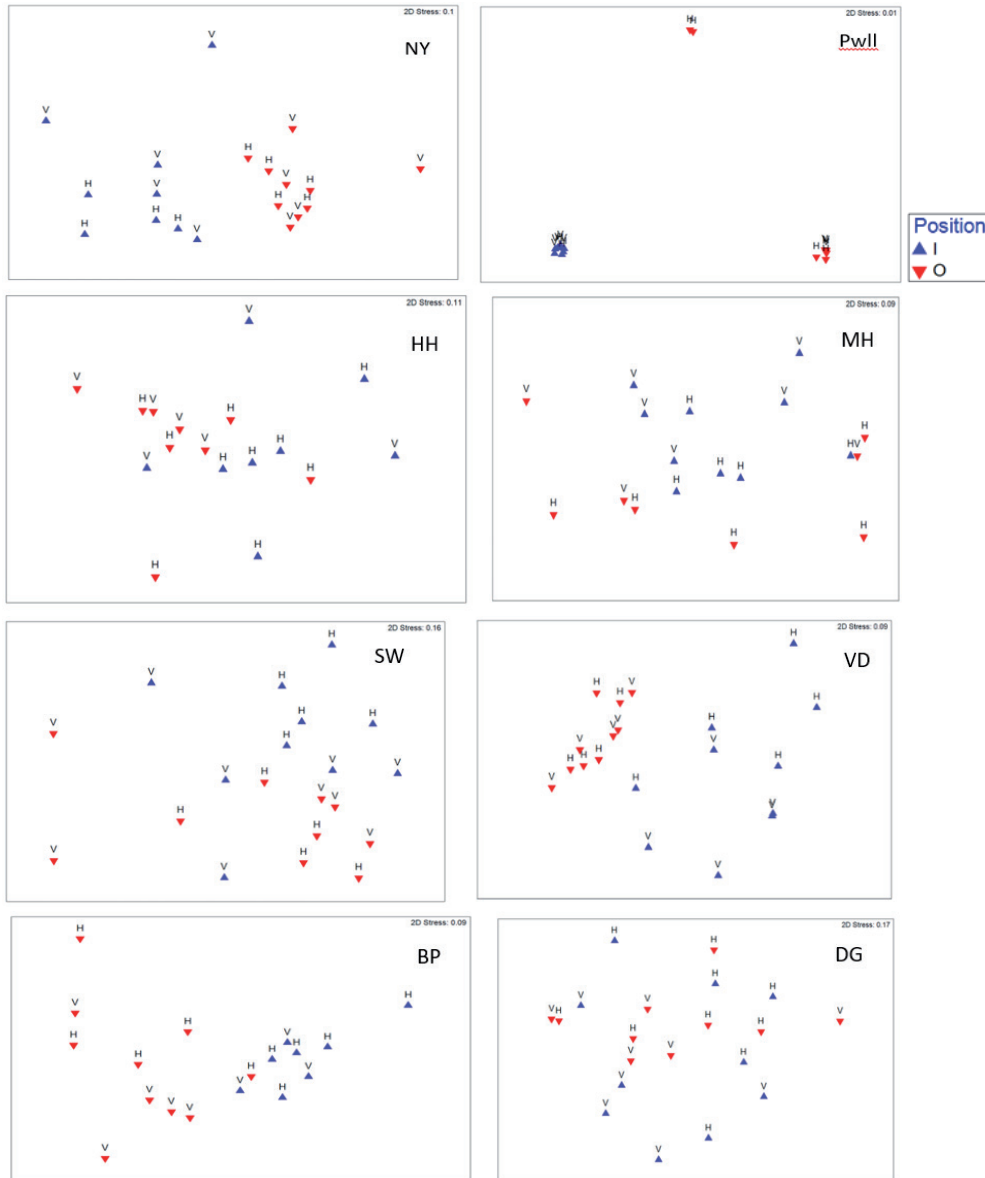 2D Stress: 0.1
NY
V
V
V
H V V
H V
H V H H
H H V
H H V
H V
2D Stress: 0.01
Pwll
H H
H
Position
I
O
2D Stress: 0.11
HH
V
H
V
H V H
V
H V H V
V H H
H
H
H
2D Stress: 0.09
MH
V
V
V V H V
H
V H V
H H
H V
H H
H H
2D Stress: 0.16
SW
H
V H
H H
V
H
V V
V H
V V
H
H V
V H
V H
2D Stress: 0.09
VD
H
H V
H H
V H
V
V V
H H H H
V H
V
V
V
2D Stress: 0.09
BP
H
H
V
H
H V
H H H
H H V
V V H
V
V
V
2D Stress: 0.17
DG
H H
H
V V H
V H H V
H H
V V H
V
V
V
H
V